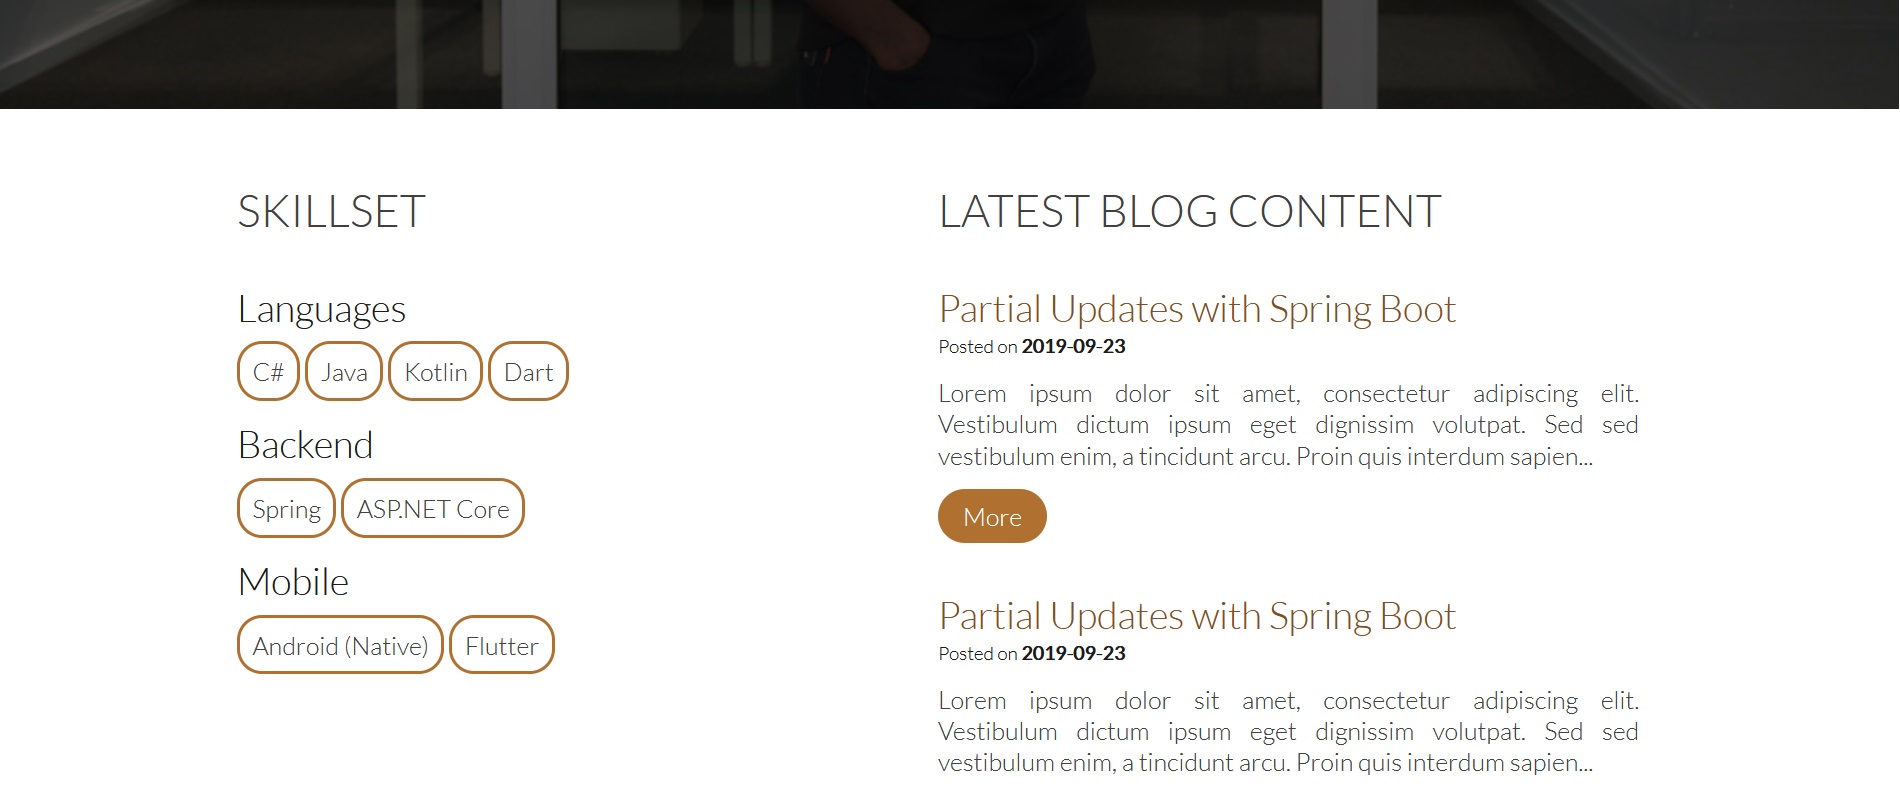 SKILLSET
Languages
C# Java Kotlin Dart
Backend
Spring ASP.NET Core
Mobile
Android (Native) Flutter
LATEST BLOG CONTENT
Partial Updates with Spring Boot
Posted on 2019-09-23
Lorem ipsum dolor sit amet, consectetur adipiscing elit.
Vestibulum dictum ipsum eget dignissim volutpat. Sed sed
vestibulum enim, a tincidunt arcu. Proin quis interdum sapien...
More
Partial Updates with Spring Boot
Posted on 2019-09-23
Lorem ipsum dolor sit amet, consectetur adipiscing elit.
Vestibulum dictum ipsum eget dignissim volutpat. Sed sed
vestibulum enim, a tincidunt arcu. Proin quis interdum sapien...